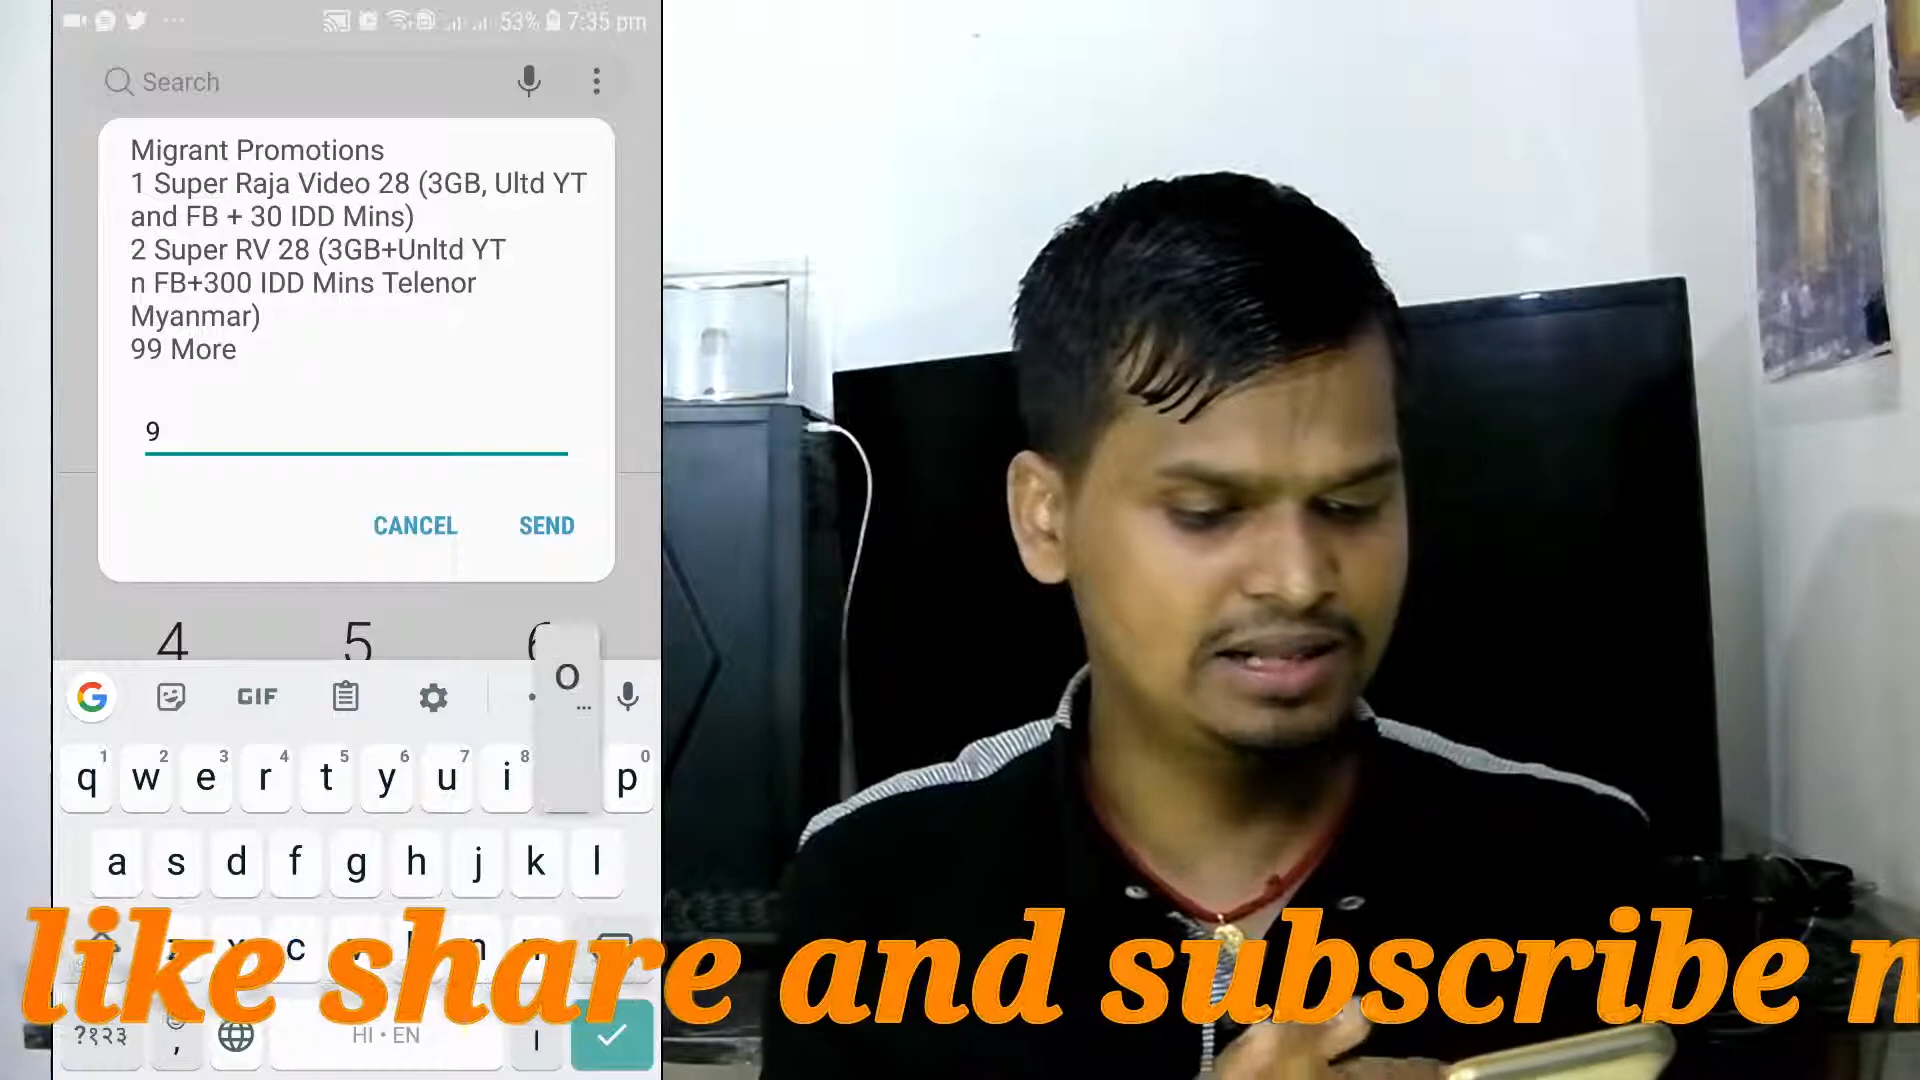 53% 7:35 pm
Search
Migrant Promotions
1 Super Raja Video 28 (3GB, Ultd YT
and FB + 30 IDD Mins)
2 Super RV 28 (3GB+Unltd YT
n FB+300 IDD Mins Telenor
Myanmar)
99 More
9
CANCEL SEND
4 5 6
o
GIF
1 2 3 4 5 6 7 8 0
q w e r t y u i p
a s d f g h j k l
like share and subscribe
?१२३ , HI • EN